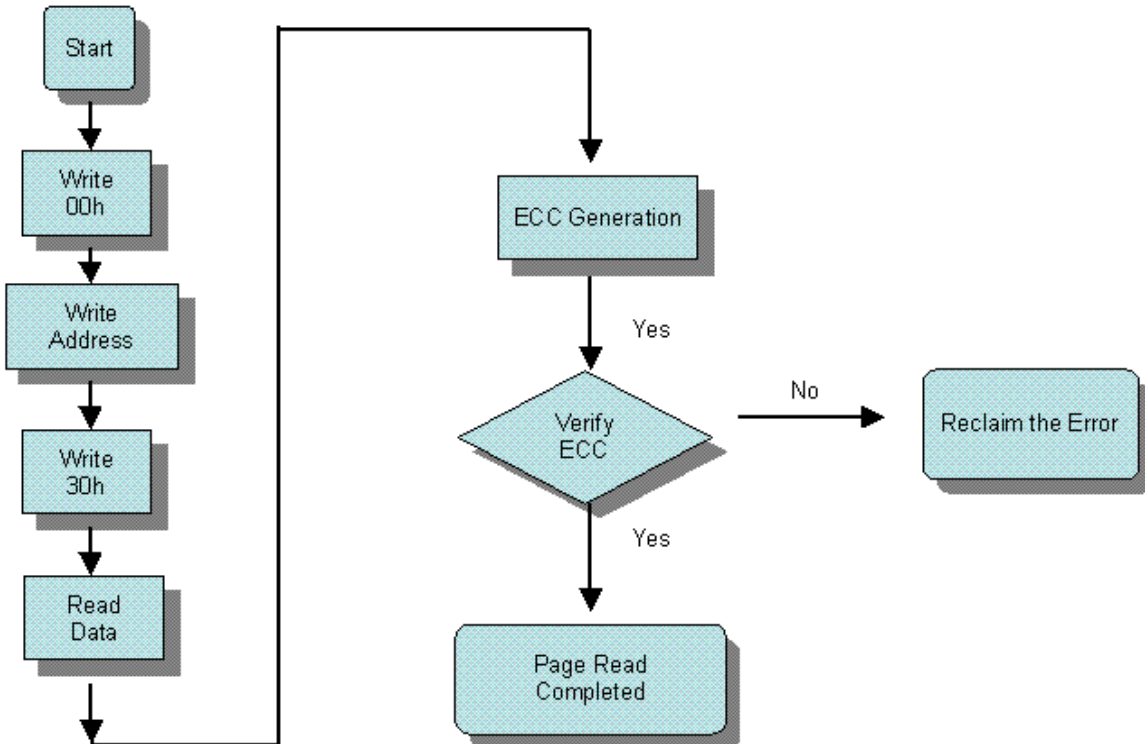 Start
Write
00h
Write
Address
Write
30h
Read
Data
ECC Generation
Yes
Verify
ECC
No
Reclaim the Error
Yes
Page Read
Completed